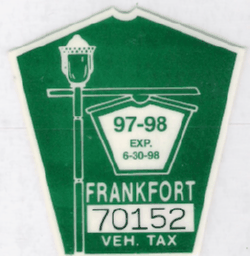 97-98
EXP.
6-30-98
FRANKFORT
70152
VEH. TAX